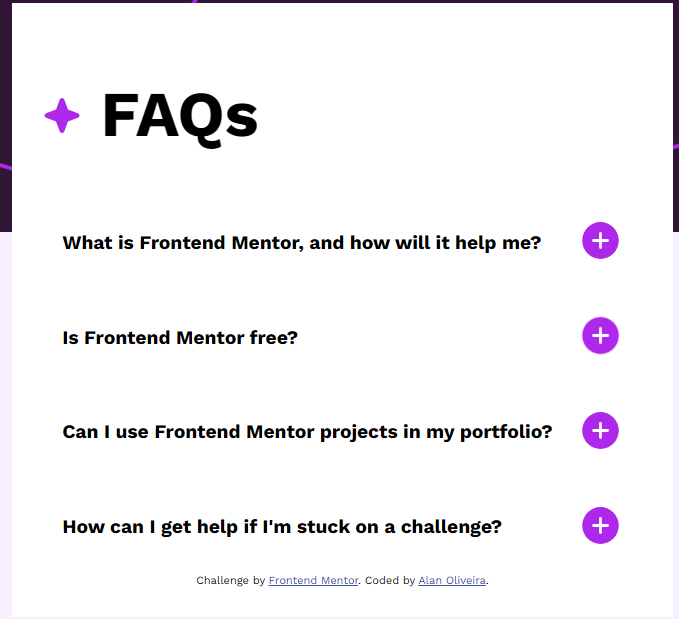 FAQs
What is Frontend Mentor, and how will it help me?
Is Frontend Mentor free?
Can I use Frontend Mentor projects in my portfolio?
How can I get help if I'm stuck on a challenge?
Challenge by Frontend Mentor. Coded by Alan Oliveira.